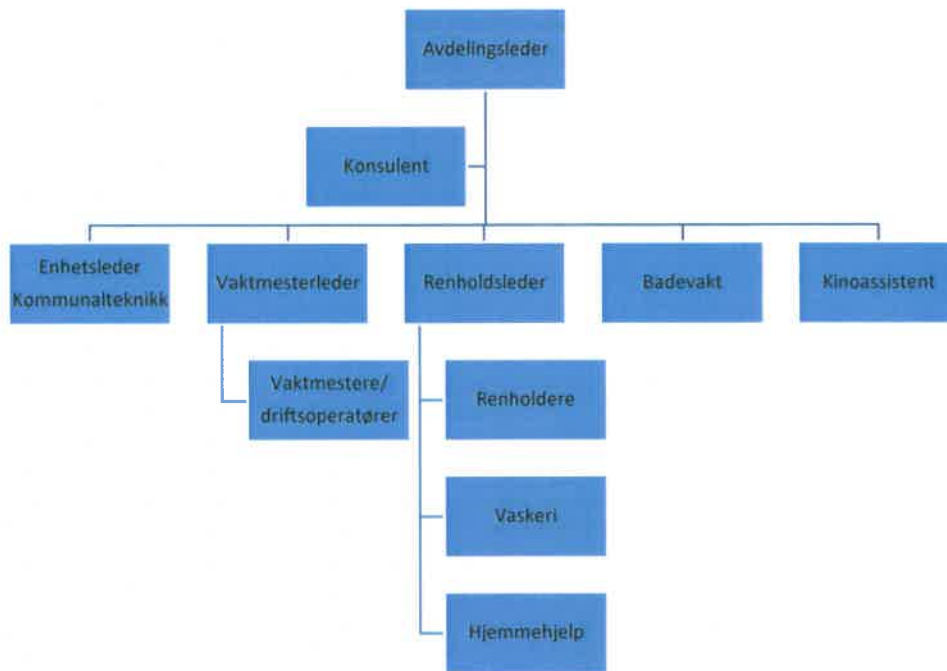 Avdelingsleder
Konsulent
Enhetsleder
Kommunalteknikk
Vaktmesterleder
Renholdsleder
Badevakt
Kinoassistent
Vaktmestere/
driftsoperatører
Renholdere
Vaskeri
Hjemmehjelp